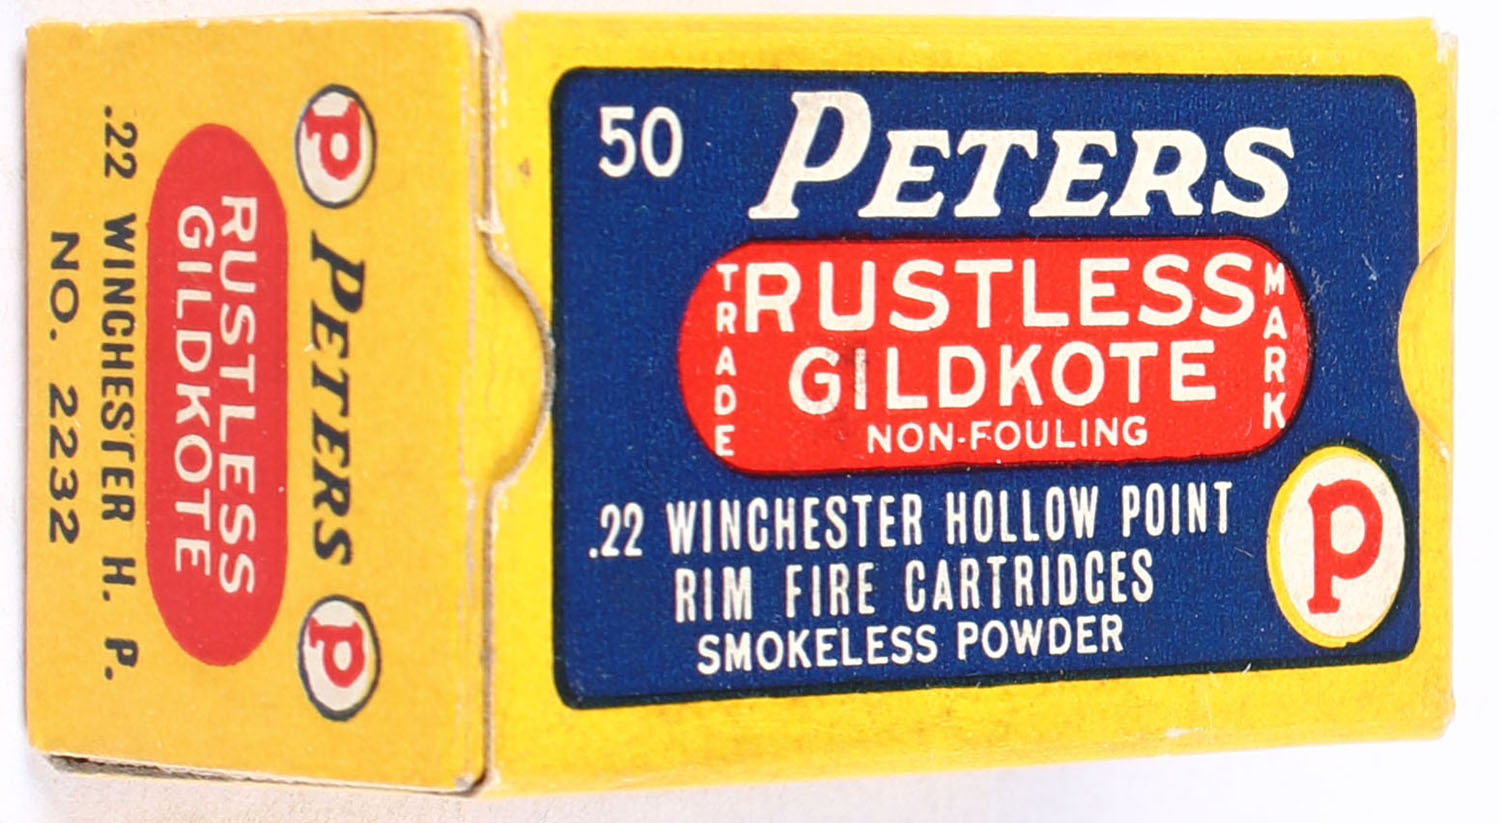 50 PETERS
TRADE RUSTLESS MARK
GILDKOTE
NON-FOULING
.22 WINCHESTER HOLLOW POINT
RIM FIRE CARTRIDGES
SMOKELESS POWDER
P
P PETERS P
RUSTLESS
GILDKOTE
.22 WINCHESTER H. P.
NO. 2232